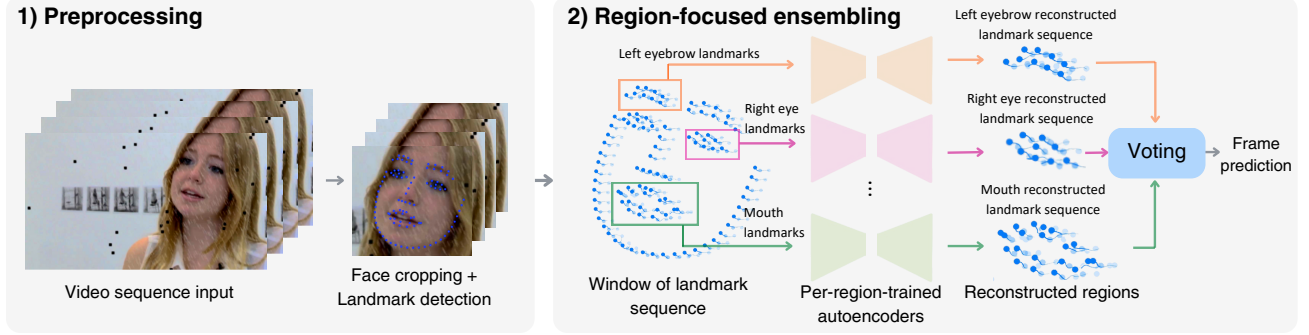 1) Preprocessing
Video sequence input
Face cropping +
Landmark detection
2) Region-focused ensembling
Left eyebrow landmarks
Right eye
landmarks
Mouth
landmarks
Window of landmark
sequence
...
Per-region-trained
autoencoders
Left eyebrow reconstructed
landmark sequence
Right eye reconstructed
landmark sequence
Mouth reconstructed
landmark sequence
Reconstructed regions
Voting
Frame
prediction